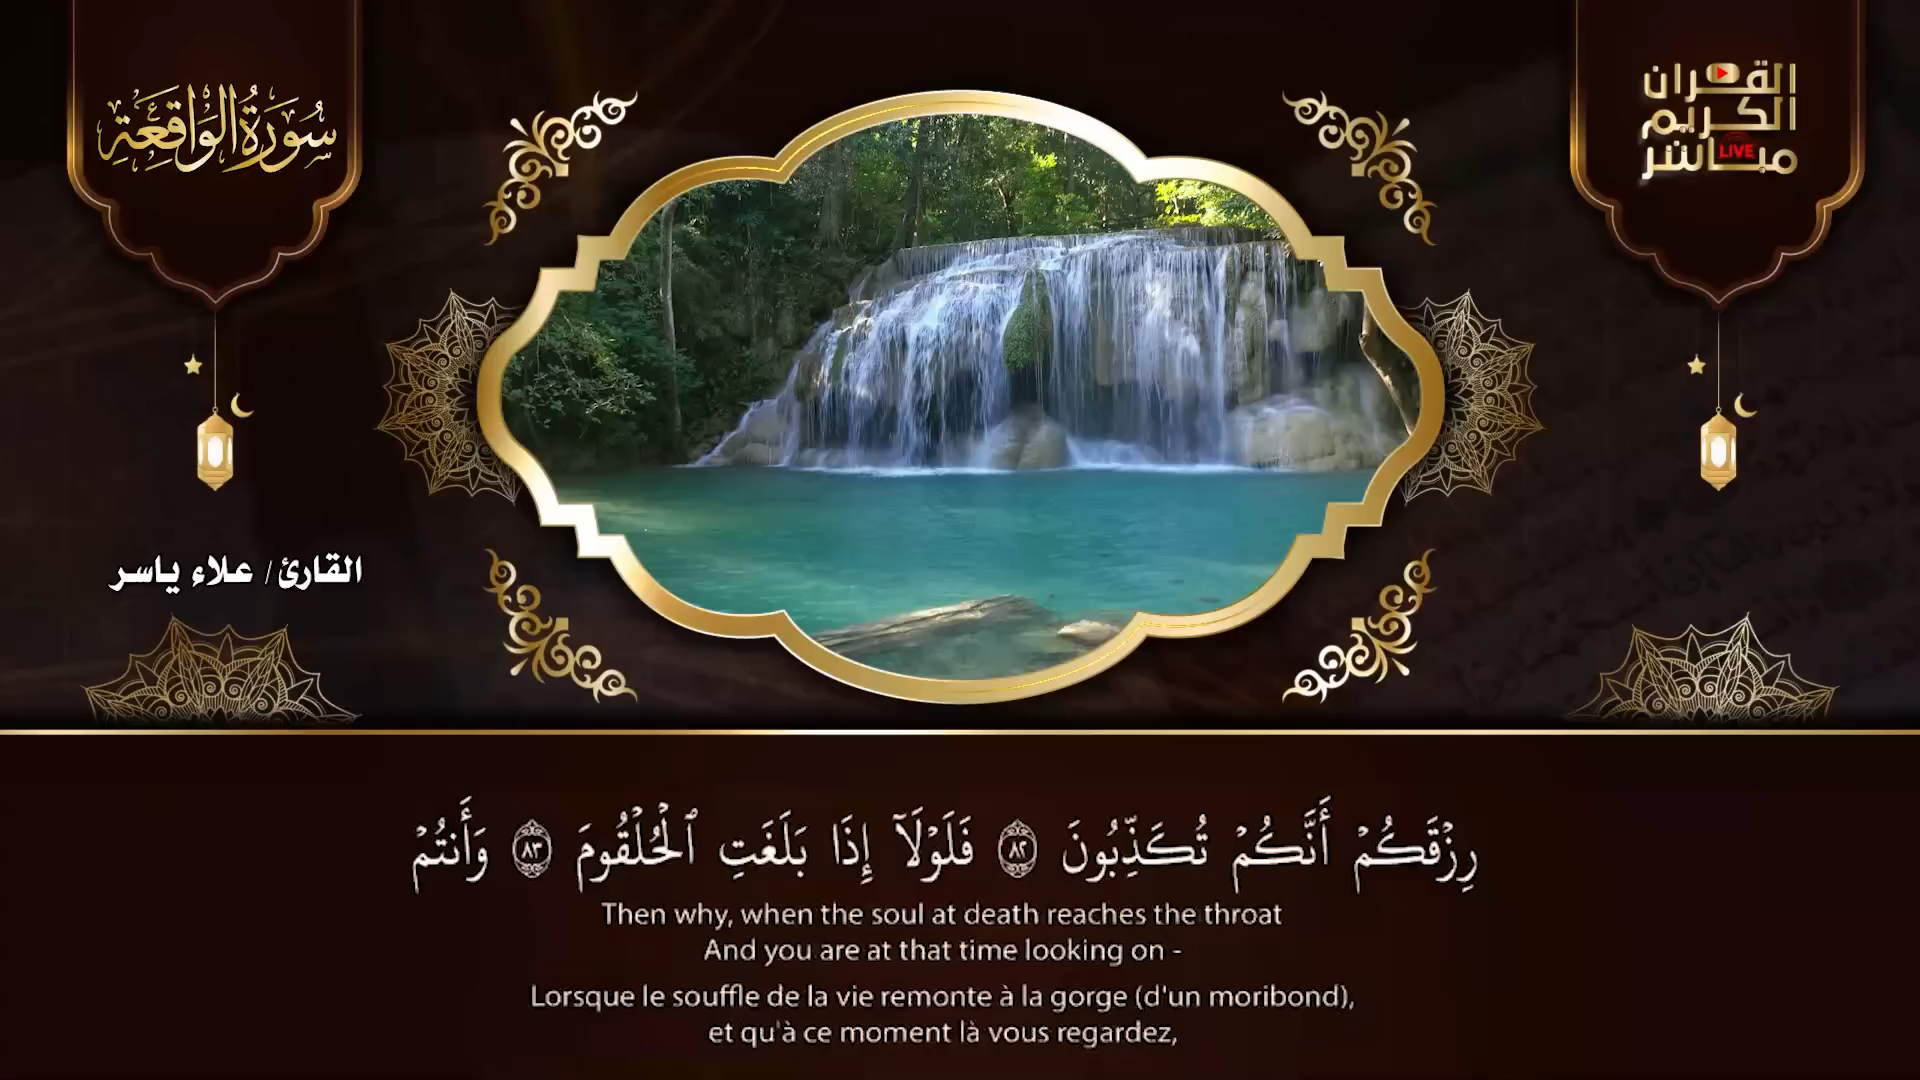 سُورَةُ الوَاقِعَةِ
القرآن
الكريم
مباشر
LIVE
القارئ / علاء ياسر
رِزْقَكُمْ أَنَّكُمْ تُكَذِّبُونَ ٨٢ فَلَوْلَآ إِذَا بَلَغَتِ ٱلْحُلْقُومَ ٨٣ وَأَنتُمْ
Then why, when the soul at death reaches the throat
And you are at that time looking on -
Lorsque le souffle de la vie remonte à la gorge (d'un moribond),
et qu'à ce moment là vous regardez,